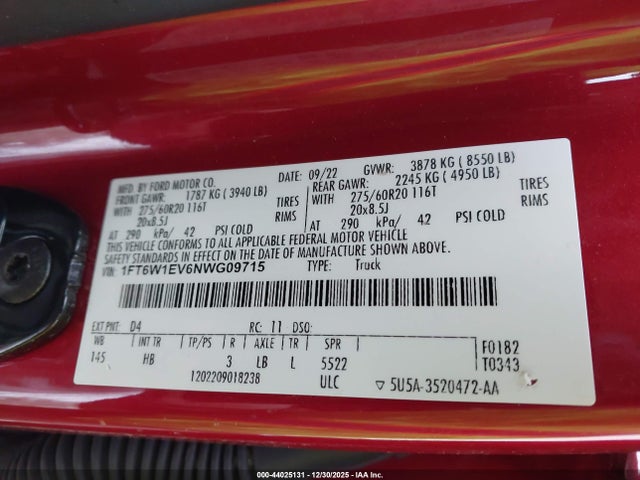 MFD. BY FORD MOTOR CO.
DATE: 09/22 GVWR: 3878 KG ( 8550 LB)
FRONT GAWR: 1787 KG ( 3940 LB)
REAR GAWR: 2245 KG ( 4950 LB)
WITH 275/60R20 116T TIRES
WITH 275/60R20 116T TIRES
20x8.5J RIMS
20x8.5J RIMS
AT 290 kPa/ 42 PSI COLD
AT 290 kPa/ 42 PSI COLD
THIS VEHICLE CONFORMS TO ALL APPLICABLE FEDERAL MOTOR VEHICLE
SAFETY STANDARDS IN EFFECT ON THE DATE OF MANUFACTURE SHOWN ABOVE.
VIN: 1FT6W1EV6NWG09715 TYPE: Truck
EXT PNT: D4 RC: 11 DSO:
WB INT TR TP/PS R AXLE TR SPR
145 HB 3 LB L 5522
F0182
T0343
1202209018238 ULC 5U5A-3520472-AA
000-44025131 - 12/30/2025 - IAAI.com